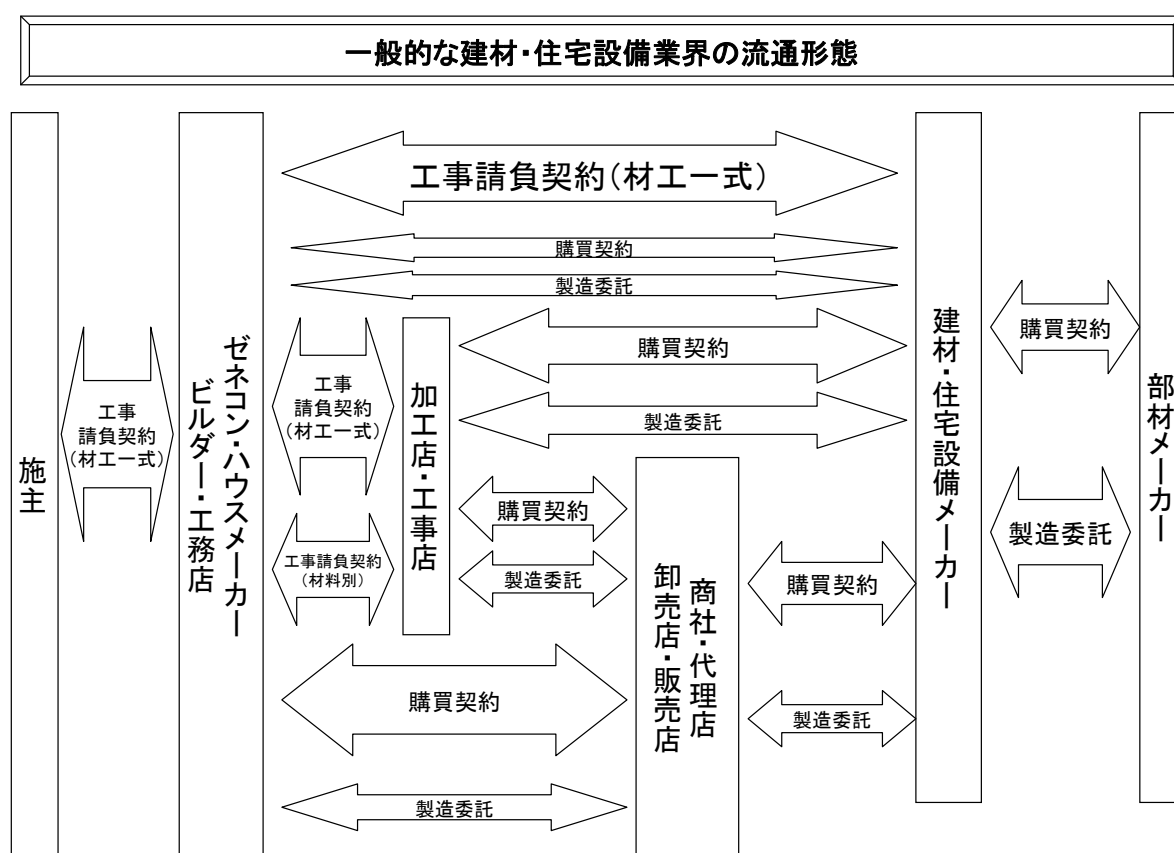 一般的な建材・住宅設備業界の流通形態
工事請負契約(材工一式)
購買契約
製造委託
購買契約
製造委託
工事
請負契約
(材工一式)
工事請負契約
(材料別)
購買契約
製造委託
購買契約
製造委託
工事
請負契約
(材工一式)
購買契約
製造委託
購買契約
製造委託
施主
ゼネコン・ハウスメーカー
ビルダー・工務店
加工店・工事店
商社・代理店
卸売店・販売店
建材・住宅設備メーカー
部材メーカー